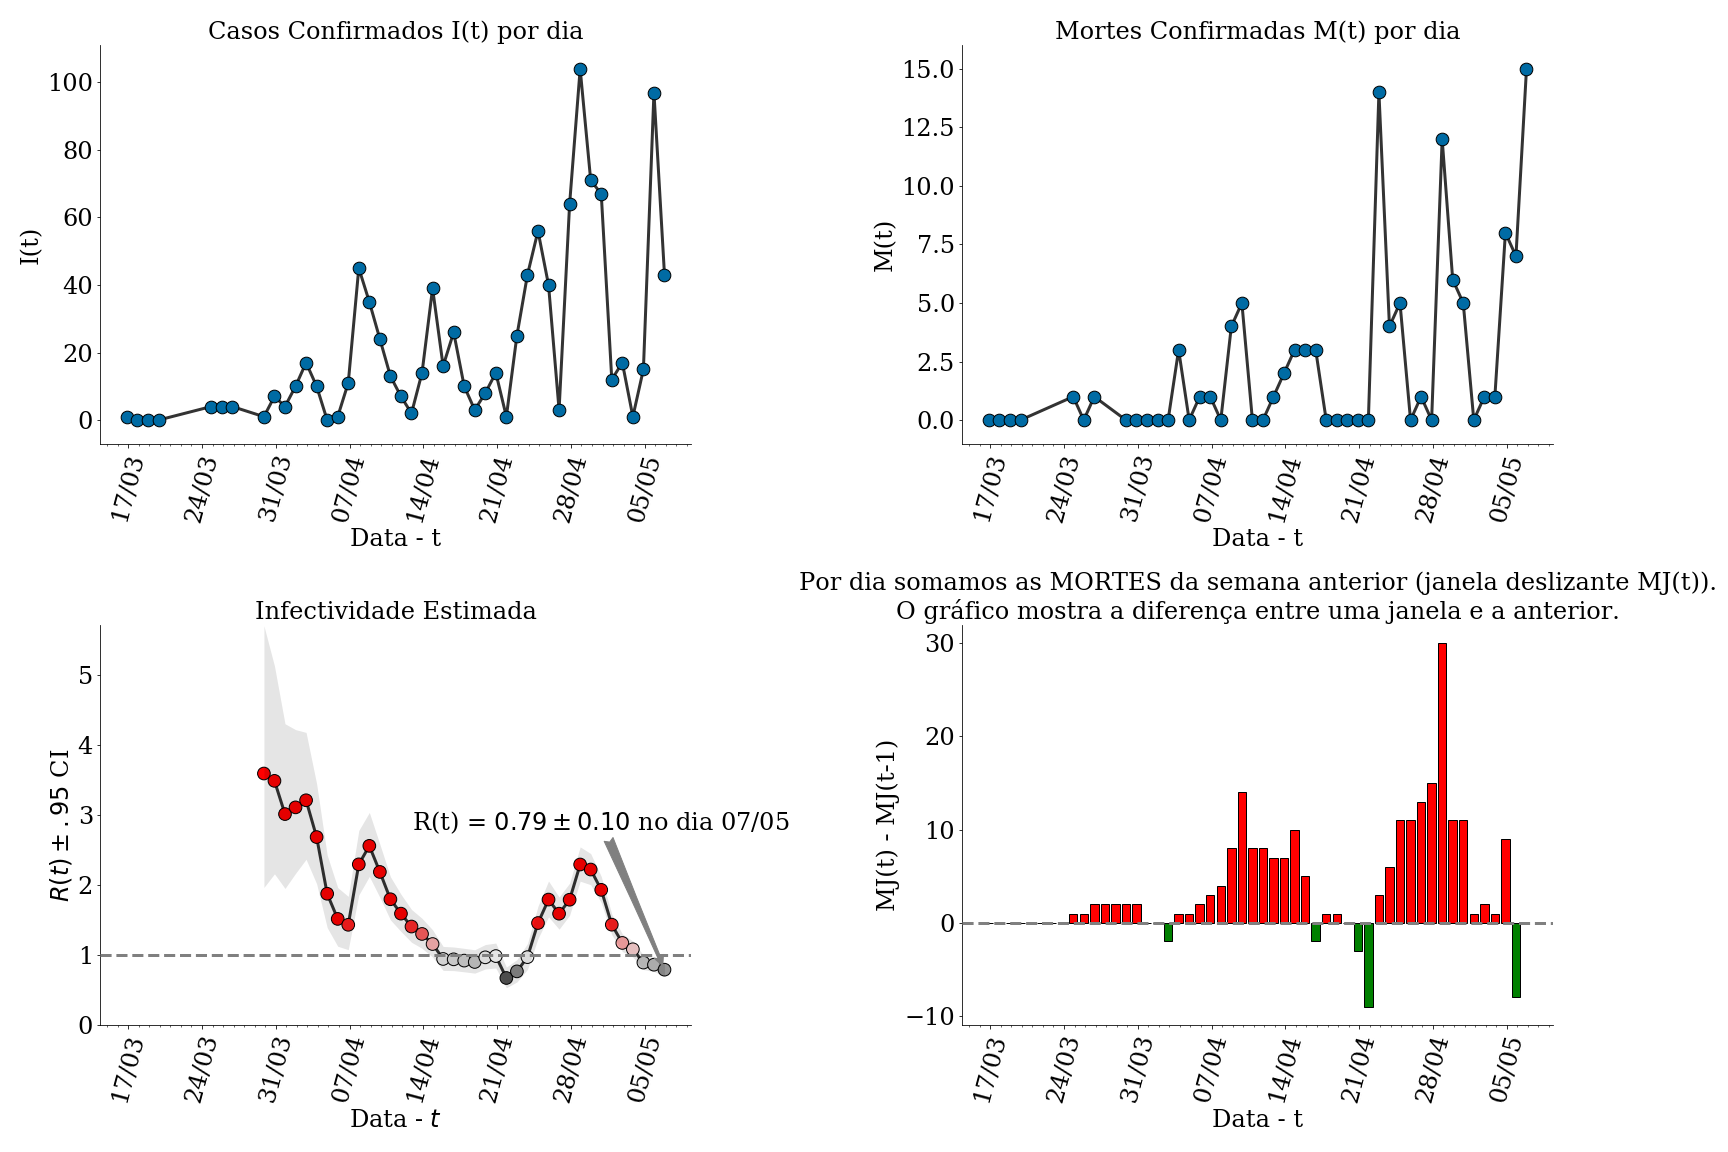 Casos Confirmados I(t) por dia
I(t)
100
80
60
40
20
0
17/03 24/03 31/03 07/04 14/04 21/04 28/04 05/05
Data - t
Mortes Confirmadas M(t) por dia
M(t)
15.0
12.5
10.0
7.5
5.0
2.5
0.0
17/03 24/03 31/03 07/04 14/04 21/04 28/04 05/05
Data - t
Infectividade Estimada
R(t) ± .95 CI
5
4
3
2
1
0
R(t) = 0.79 ± 0.10 no dia 07/05
17/03 24/03 31/03 07/04 14/04 21/04 28/04 05/05
Data - t
Por dia somamos as MORTES da semana anterior (janela deslizante MJ(t)).
O gráfico mostra a diferença entre uma janela e a anterior.
MJ(t) - MJ(t-1)
30
20
10
0
−10
17/03 24/03 31/03 07/04 14/04 21/04 28/04 05/05
Data - t